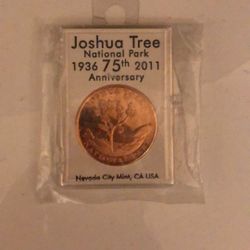 Joshua Tree
National Park
1936 75th 2011
Anniversary
Nevada City Mint, CA USA